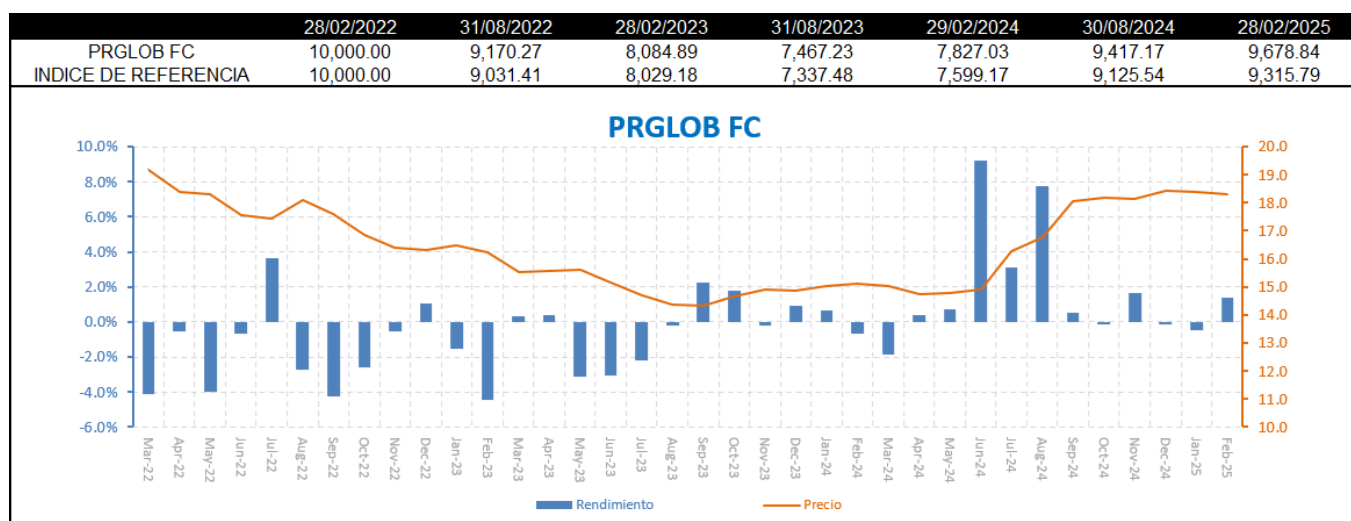 28/02/2022 31/08/2022 28/02/2023 31/08/2023 29/02/2024 30/08/2024 28/02/2025
PRGLOB FC 10,000.00 9,170.27 8,084.89 7,467.23 7,827.03 9,417.17 9,678.84
INDICE DE REFERENCIA 10,000.00 9,031.41 8,029.18 7,337.48 7,599.17 9,125.54 9,315.79
PRGLOB FC
10.0% 20.0
8.0% 19.0
18.0
6.0% 17.0
4.0% 16.0
2.0% 15.0
0.0% 14.0
13.0
-2.0% 12.0
-4.0% 11.0
-6.0% 10.0
Mar-22 Apr-22 May-22 Jun-22 Jul-22 Aug-22 Sep-22 Oct-22 Nov-22 Dec-22 Jan-23 Feb-23 Mar-23 Apr-23 May-23 Jun-23 Jul-23 Aug-23 Sep-23 Oct-23 Nov-23 Dec-23 Jan-24 Feb-24 Mar-24 Apr-24 May-24 Jun-24 Jul-24 Aug-24 Sep-24 Oct-24 Nov-24 Dec-24 Jan-25 Feb-25
Rendimiento Precio